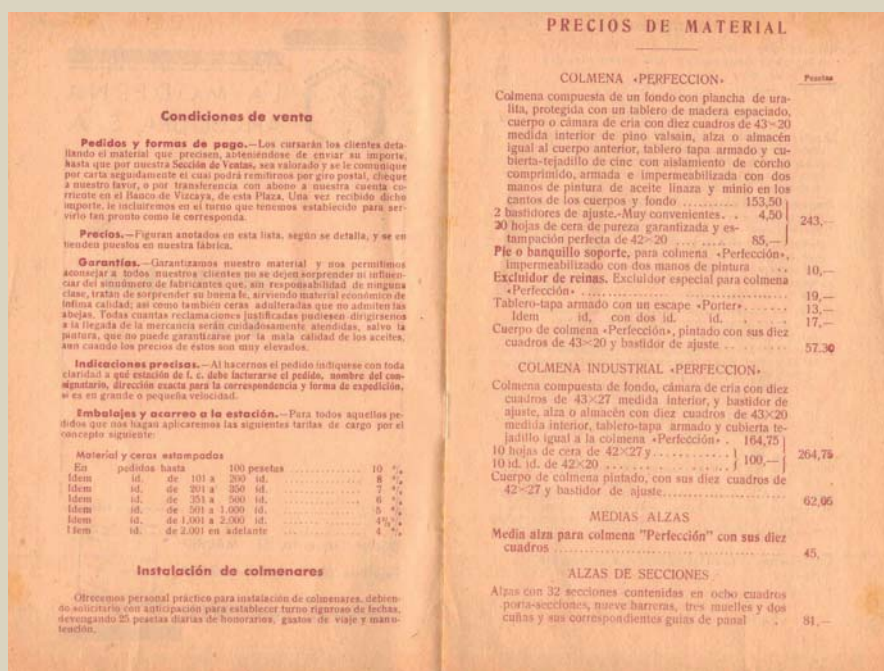 Condiciones de venta
Pedidos y formas de pago.—Los cursarán los clientes deta-
llando el material que precisen, absteniéndose de enviar su importe,
hasta que por nuestra Sección de Ventas, sea valorado y se le comunique
por carta seguidamente el cual podrá remitirnos por giro postal, cheque
a nuestro favor, o por transferencia con abono a nuestra cuenta co-
rriente en el Banco de Vizcaya, de esta Plaza. Una vez recibido dicho
importe, le incluiremos en el turno que tenemos establecido para ser-
virlo tan pronto como le corresponda.
Precios.—Figuran anotados en esta lista, según se detalla, y se en-
tienden puestos en nuestra fábrica.
Garantías.—Garantizamos nuestro material y nos permitimos
aconsejar a todos nuestros clientes no se dejen sorprender ni influen-
ciar del sinnúmero de fabricantes que, sin responsabilidad de ninguna
clase, tratan de sorprender su buena fe, sirviendo material económico de
ínfima calidad; así como también ceras adulteradas que no admiten las
abejas. Todas cuantas reclamaciones justificadas pudiesen dirigírsenos
a la llegada de la mercancía serán cuidadosamente atendidas, salvo la
pintura, que no puede garantizarse por la mala calidad de los aceites,
aun cuando los precios de éstos son muy elevados.
Indicaciones precisas.—Al hacernos el pedido indíquese con toda
claridad a qué estación de f. c. debe facturarse el pedido, nombre del con-
signatario, dirección exacta para la correspondencia y forma de expedición,
si es en grande o pequeña velocidad.
Embalajes y acarreo a la estación.—Para todos aquellos pe-
didos que nos hagan aplicaremos las siguientes tarifas de cargo por el
concepto siguiente:
Material y ceras estampadas
En pedidos hasta 100 pesetas .......... 10 %
Idem id. de 101 a 200 id. .......... 8 %
Idem id. de 201 a 350 id. .......... 7 %
Idem id. de 351 a 500 id. .......... 6 %
Idem id. de 501 a 1.000 id. .......... 5 %
Idem id. de 1.001 a 2.000 id. .......... 4½ %
Idem id. de 2.001 en adelante .......... 4 %
Instalación de colmenares
Ofrecemos personal práctico para instalación de colmenares, debien-
do solicitarlo con anticipación para establecer turno riguroso de fechas,
devengando 25 pesetas diarias de honorarios, gastos de viaje y manu-
tención.
PRECIOS DE MATERIAL
COLMENA «PERFECCION» Pesetas
Colmena compuesta de un fondo con plancha de ura-
lita, protegida con un tablero de madera espaciado,
cuerpo o cámara de cría con diez cuadros de 43×20
medida interior de pino valsain, alza o almacén
igual al cuerpo anterior, tablero tapa armado y cu-
bierta-tejadillo de cinc con aislamiento de corcho
comprimido, armada e impermeabilizada con dos
manos de pintura de aceite linaza y minio en los
cantos de los cuerpos y fondo .......... 153,50
2 bastidores de ajuste.-Muy convenientes. . 4,50
243,—
20 hojas de cera de pureza garantizada y es-
tampación perfecta de 42×20 .... .... 85,—
Pie o banquillo soporte, para colmena «Perfección»,
impermeabilizado con dos manos de pintura .. 10,—
Excluidor de reinas. Excluidor especial para colmena
«Perfección» .......... 19,—
Tablero-tapa armado con un escape «Porter» ....... 13,—
Idem id, con dos id. id. .......... 17,—
Cuerpo de colmena «Perfección», pintado con sus diez
cuadros de 43×20 y bastidor de ajuste .......... 57.30
COLMENA INDUSTRIAL «PERFECCION»
Colmena compuesta de fondo, cámara de cría con diez
cuadros de 43×27 medida interior, y bastidor de
ajuste, alza o almacén con diez cuadros de 43×20
medida interior, tablero-tapa armado y cubierta te-
jadillo igual a la colmena «Perfección» . 164,75
10 hojas de cera de 42×27 y..........
100,— 264,75
10 id. id. de 42×20 ..........
Cuerpo de colmena pintado, con sus diez cuadros de
42×27 y bastidor de ajuste.......... 62,05
MEDIAS ALZAS
Media alza para colmena "Perfección" con sus diez
cuadros .......... 45,
ALZAS DE SECCIONES
Alzas con 32 secciones contenidas en ocho cuadros
porta-secciones, nueve barreras, tres muelles y dos
cuñas y sus correspondientes guias de panal . 81,—